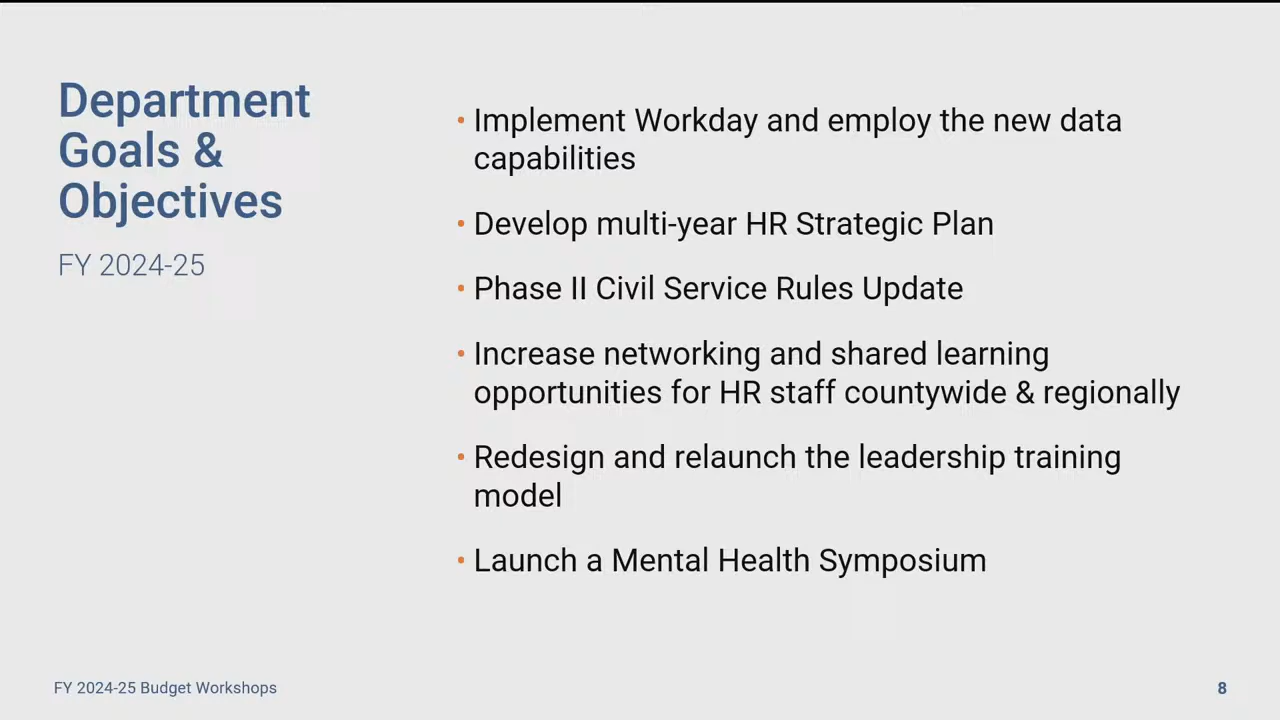 Department
Goals &
Objectives
FY 2024-25
• Implement Workday and employ the new data
capabilities
• Develop multi-year HR Strategic Plan
• Phase II Civil Service Rules Update
• Increase networking and shared learning
opportunities for HR staff countywide & regionally
• Redesign and relaunch the leadership training
model
• Launch a Mental Health Symposium
FY 2024-25 Budget Workshops
8